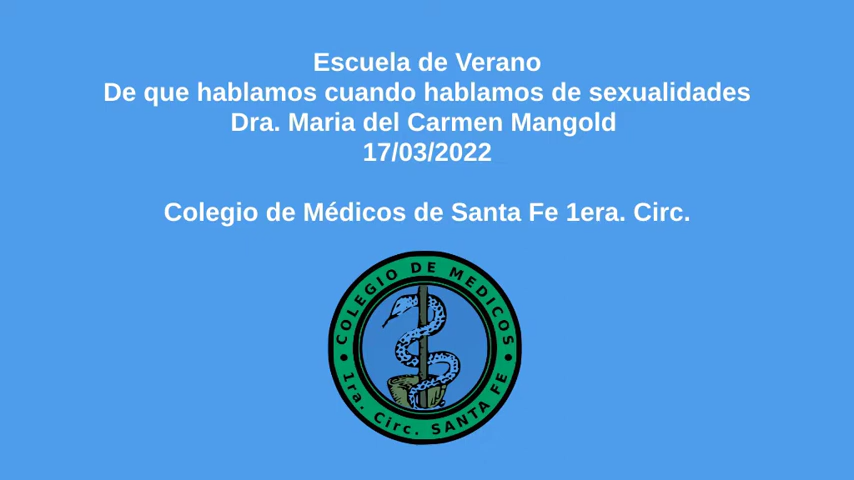 Escuela de Verano
De que hablamos cuando hablamos de sexualidades
Dra. Maria del Carmen Mangold
17/03/2022
Colegio de Médicos de Santa Fe 1era. Circ.
COLEGIO DE MEDICOS
1ra. Circ. SANTA FE